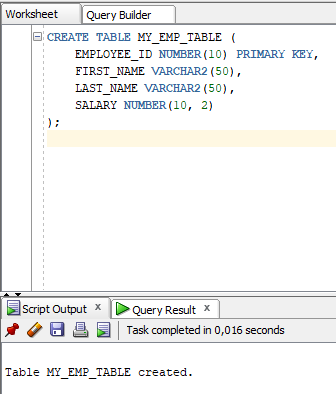 Worksheet Query Builder
CREATE TABLE MY_EMP_TABLE (
EMPLOYEE_ID NUMBER(10) PRIMARY KEY,
FIRST_NAME VARCHAR2(50),
LAST_NAME VARCHAR2(50),
SALARY NUMBER(10, 2)
);
Script Output x Query Result x
Task completed in 0,016 seconds
Table MY_EMP_TABLE created.